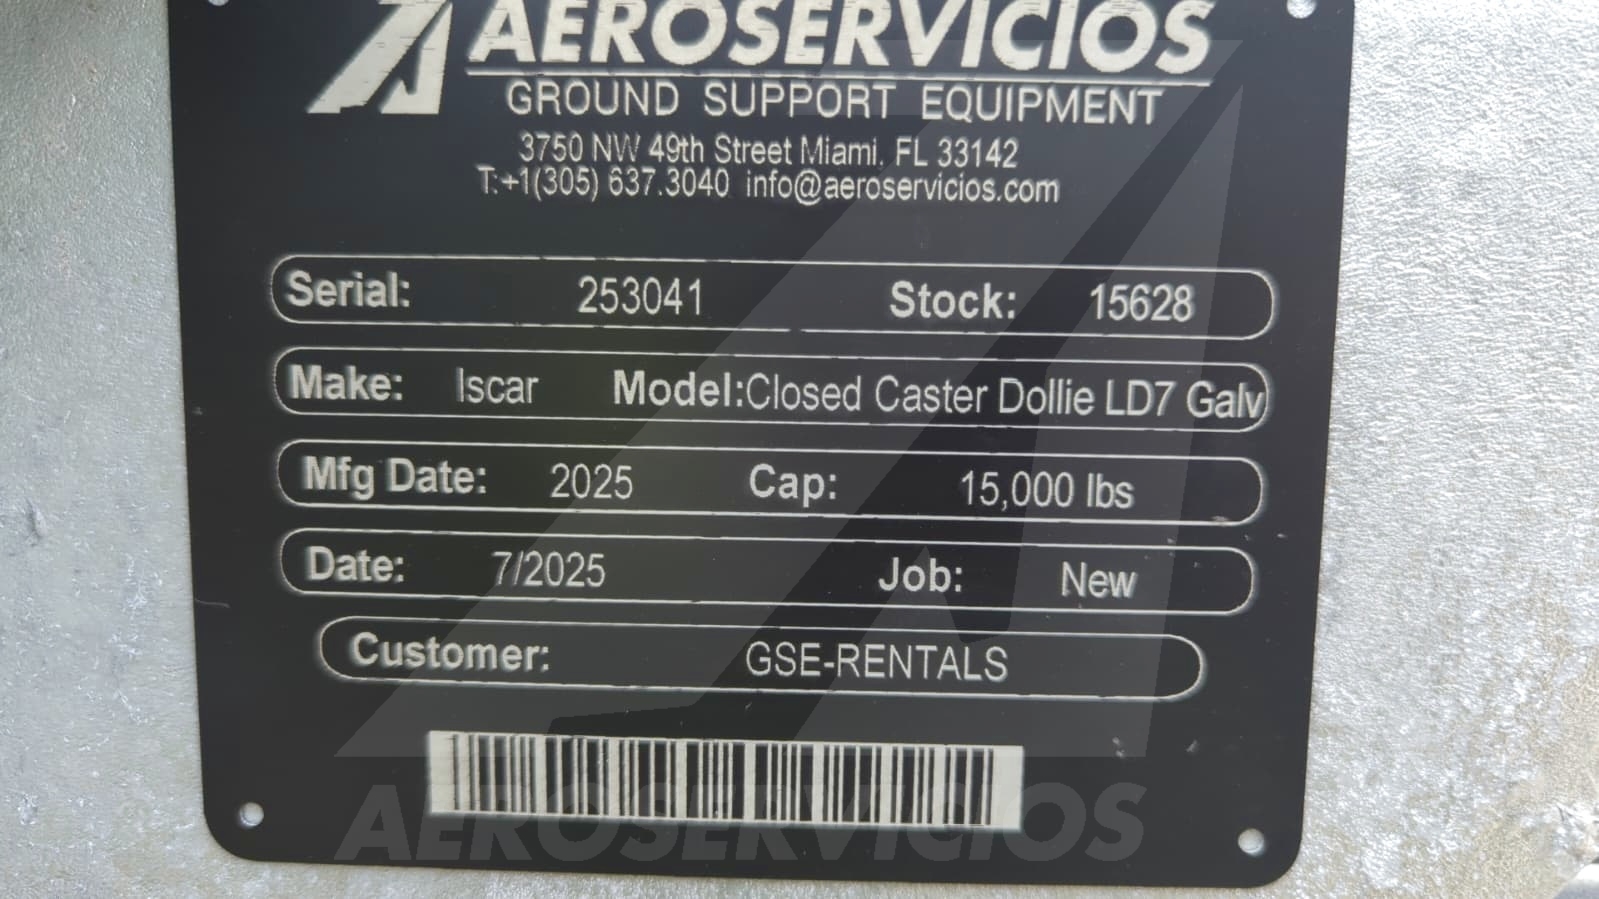 AEROSERVICIOS
GROUND SUPPORT EQUIPMENT
3750 NW 49th Street Miami, FL 33142
T:+1(305) 637.3040 info@aeroservicios.com
Serial: 253041 Stock: 15628
Make: Iscar Model:Closed Caster Dollie LD7 Galv
Mfg Date: 2025 Cap: 15,000 lbs
Date: 7/2025 Job: New
Customer: GSE-RENTALS
AEROSERVICIOS